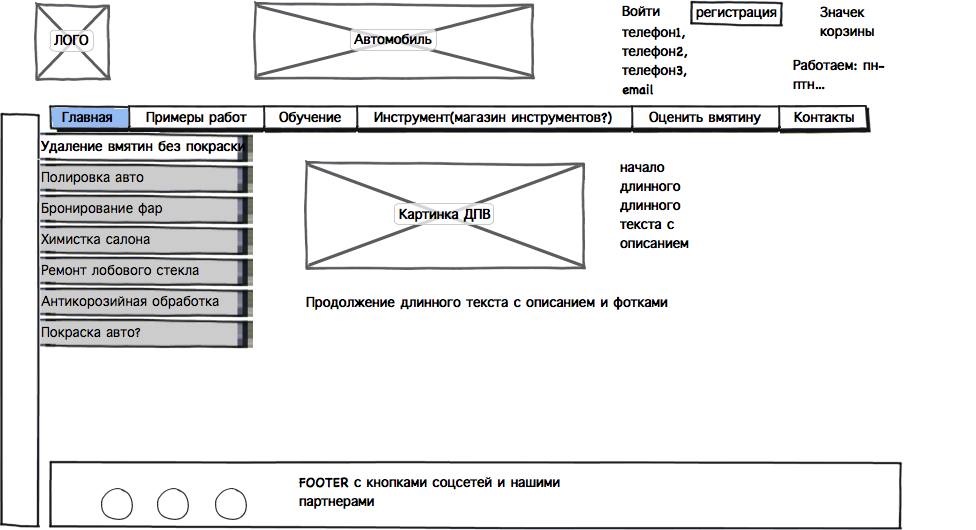 ЛОГО
Автомобиль
Войти
регистрация
телефон1,
телефон2,
телефон3,
email
Значек
корзины
Работаем: пн-
птн...
Главная
Примеры работ
Обучение
Инструмент(магазин инструментов?)
Оценить вмятину
Контакты
Удаление вмятин без покраски
Полировка авто
Бронирование фар
Химистка салона
Ремонт лобового стекла
Антикорозийная обработка
Покраска авто?
Картинка ДПВ
начало
длинного
длинного
текста с
описанием
Продолжение длинного текста с описанием и фотками
FOOTER с кнопками соцсетей и нашими
партнерами